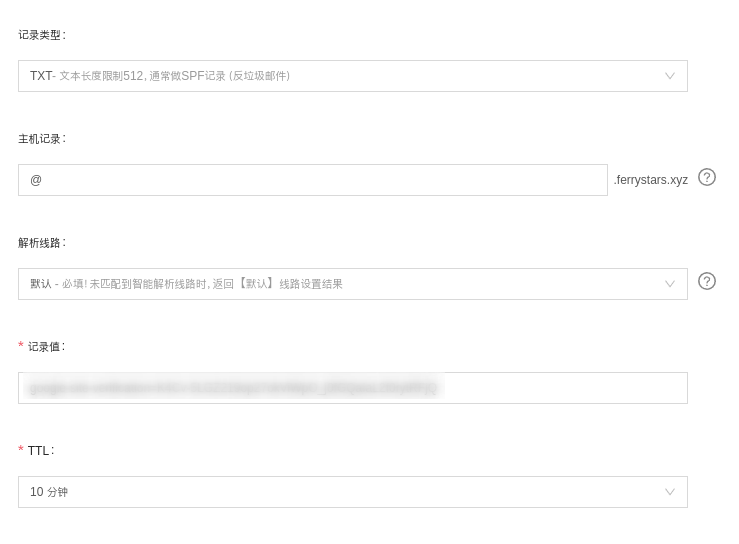 记录类型：
TXT- 文本长度限制512，通常做SPF记录（反垃圾邮件）
主机记录：
@ .ferrystars.xyz ?
解析线路：
默认 - 必填！未匹配到智能解析线路时，返回【默认】线路设置结果 ?
* 记录值：
* TTL：
10 分钟